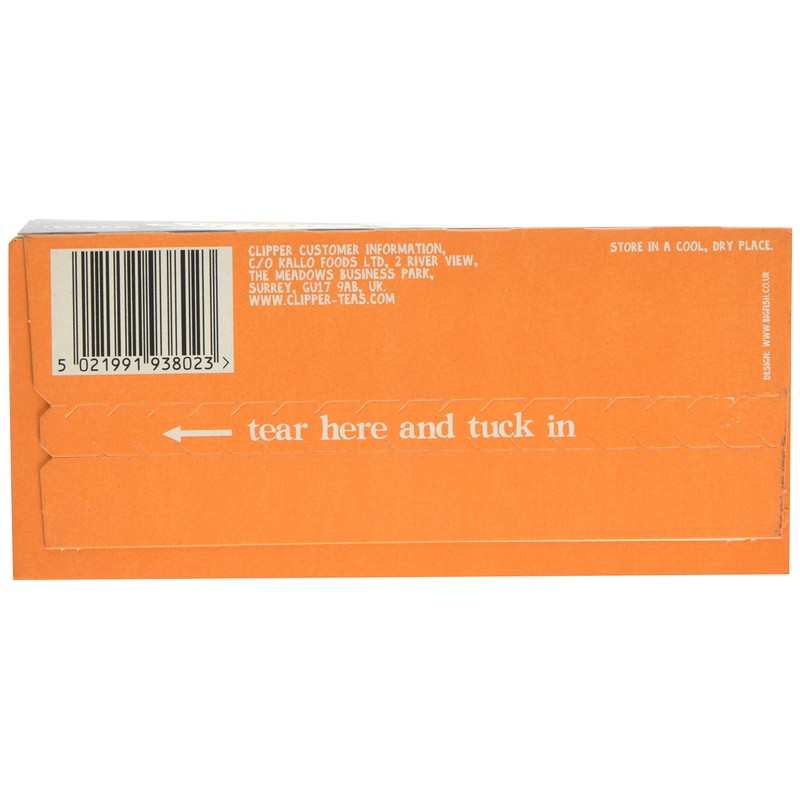 CLIPPER CUSTOMER INFORMATION,
C/O KALLO FOODS LTD, 2 RIVER VIEW,
THE MEADOWS BUSINESS PARK,
SURREY, GU17 9AB, UK.
WWW.CLIPPER-TEAS.COM
STORE IN A COOL, DRY PLACE.
DESIGN: WWW.BIGFISH.CO.UK
5 021991 938023 >
tear here and tuck in